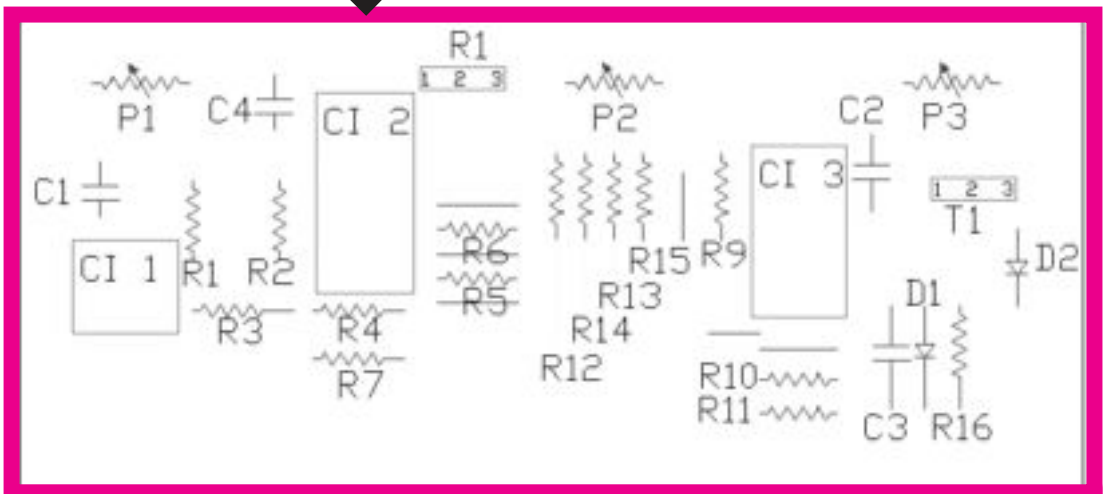 R1
1 2 3
P1
C4
CI 2
P2
C2
P3
C1
CI 3
1 2 3
T1
CI 1
R1
R2
R6
R15
R9
D2
R5
R13
D1
R3
R4
R14
R7
R12
R10
R11
C3
R16